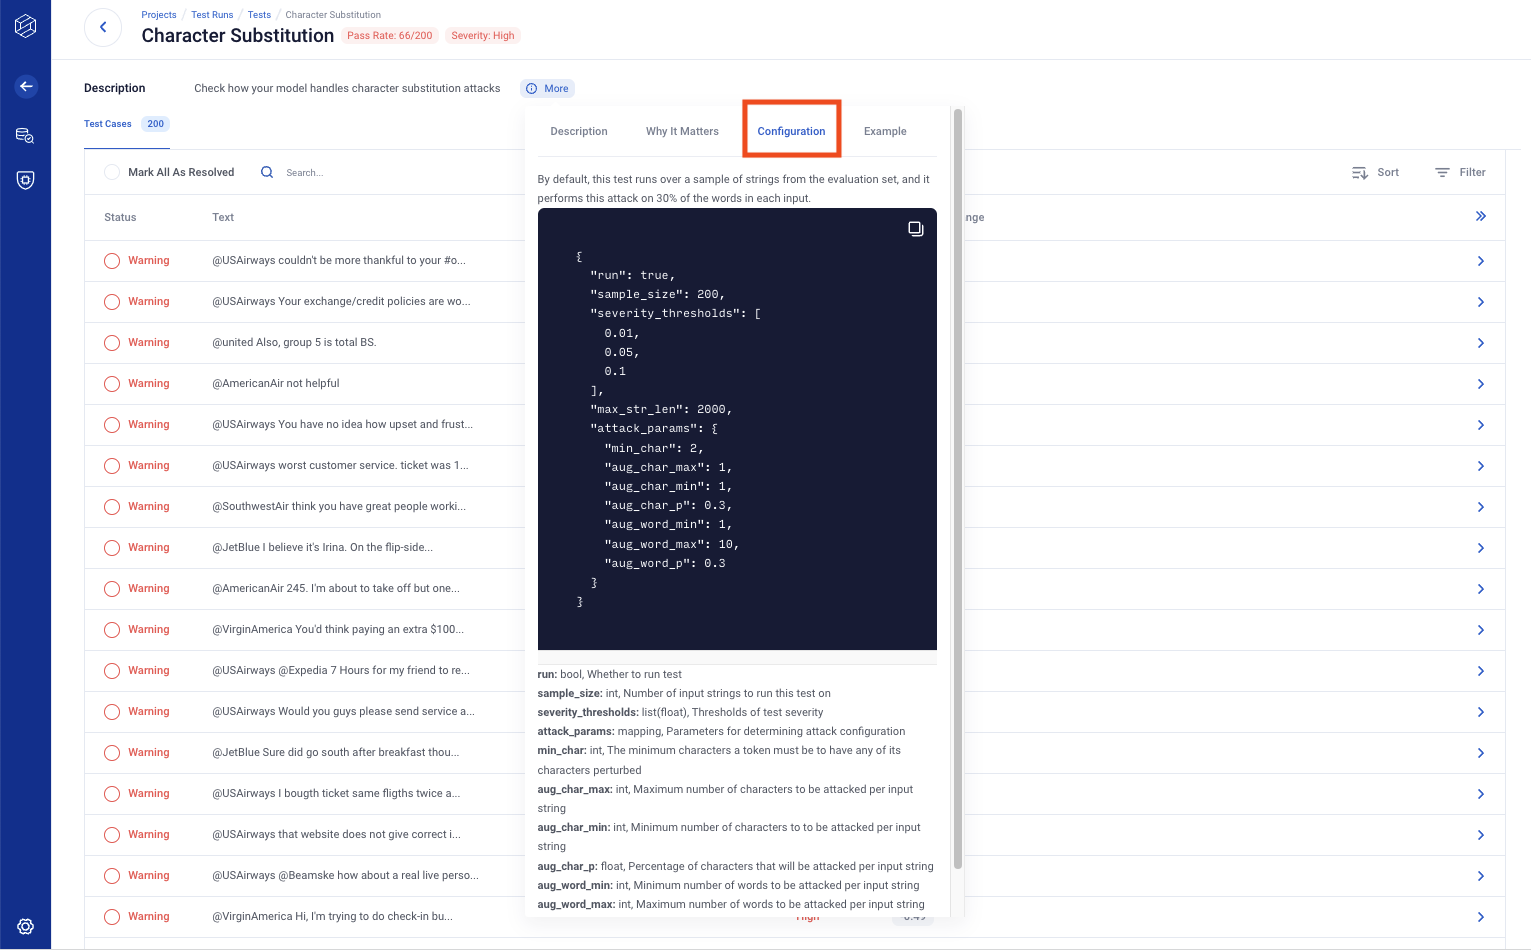 Projects / Test Runs / Tests / Character Substitution
Character Substitution Pass Rate: 66/200 Severity: High
Description Check how your model handles character substitution attacks More
Test Cases 200
Description Why It Matters Configuration Example
Mark All As Resolved Search...
Sort Filter
Status Text
By default, this test runs over a sample of strings from the evaluation set, and it
performs this attack on 30% of the words in each input.
{
"run": true,
"sample_size": 200,
"severity_thresholds": [
0.01,
0.05,
0.1
],
"max_str_len": 2000,
"attack_params": {
"min_char": 2,
"aug_char_max": 1,
"aug_char_min": 1,
"aug_char_p": 0.3,
"aug_word_min": 1,
"aug_word_max": 10,
"aug_word_p": 0.3
}
}
run: bool, Whether to run test
sample_size: int, Number of input strings to run this test on
severity_thresholds: list(float), Thresholds of test severity
attack_params: mapping, Parameters for determining attack configuration
min_char: int, The minimum characters a token must be to have any of its
characters perturbed
aug_char_max: int, Maximum number of characters to be attacked per input
string
aug_char_min: int, Minimum number of characters to to be attacked per input
string
aug_char_p: float, Percentage of characters that will be attacked per input string
aug_word_min: int, Minimum number of words to be attacked per input string
aug_word_max: int, Maximum number of words to be attacked per input string
Warning @USAirways couldn't be more thankful to your #o...
Warning @USAirways Your exchange/credit policies are wo...
Warning @united Also, group 5 is total BS.
Warning @AmericanAir not helpful
Warning @USAirways You have no idea how upset and frust...
Warning @USAirways worst customer service. ticket was 1...
Warning @SouthwestAir think you have great people worki...
Warning @JetBlue I believe it's Irina. On the flip-side...
Warning @AmericanAir 245. I'm about to take off but one...
Warning @VirginAmerica You'd think paying an extra $100...
Warning @USAirways @Expedia 7 Hours for my friend to re...
Warning @USAirways Would you guys please send service a...
Warning @JetBlue Sure did go south after breakfast thou...
Warning @USAirways I bougth ticket same fligths twice a...
Warning @USAirways that website does not give correct i...
Warning @USAirways @Beamske how about a real live perso...
Warning @VirginAmerica Hi, I'm trying to do check-in bu... High